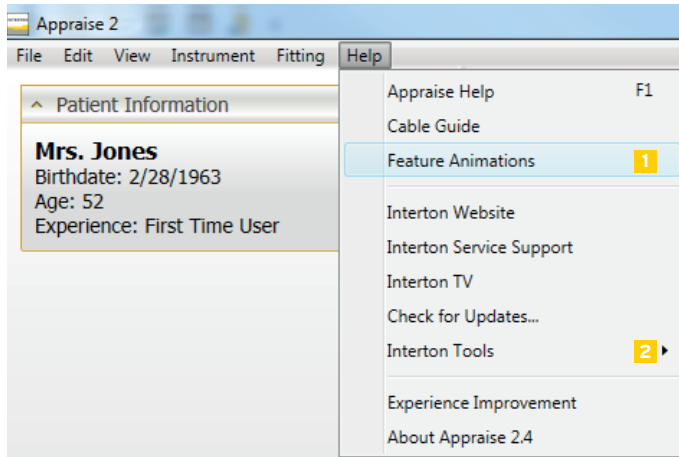 Appraise 2
File Edit View Instrument Fitting Help
Patient Information
Mrs. Jones
Birthdate: 2/28/1963
Age: 52
Experience: First Time User
Appraise Help F1
Cable Guide
Feature Animations 1
Interton Website
Interton Service Support
Interton TV
Check for Updates...
Interton Tools 2
Experience Improvement
About Appraise 2.4